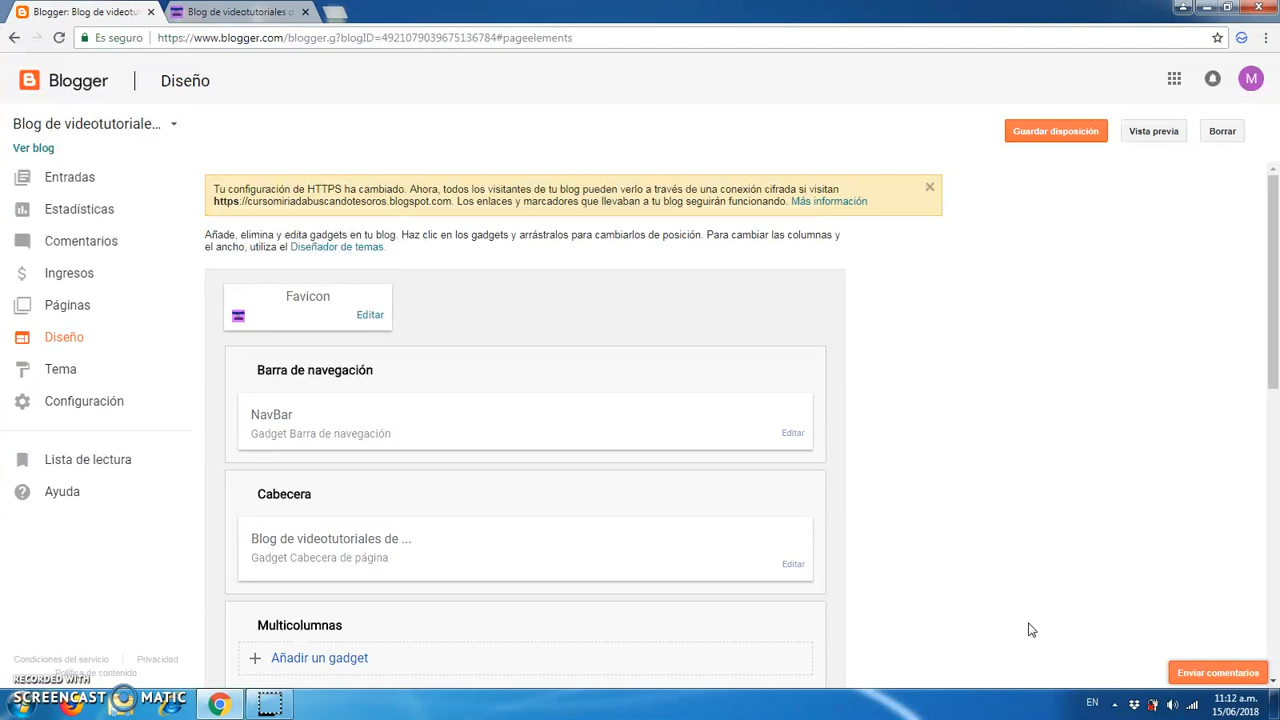 Blogger: Blog de videotut
Blog de videotutoriales d
Es seguro
https://www.blogger.com/blogger.g?blogID=4921079039675136784#pageelements
Blogger
Diseño
M
Blog de videotutoriale...
Guardar disposición
Vista previa
Borrar
Ver blog
Entradas
Estadísticas
Comentarios
Ingresos
Páginas
Diseño
Tema
Configuración
Lista de lectura
Ayuda
Tu configuración de HTTPS ha cambiado. Ahora, todos los visitantes de tu blog pueden verlo a través de una conexión cifrada si visitan
https://cursomiriadabuscandotesoros.blogspot.com. Los enlaces y marcadores que llevaban a tu blog seguirán funcionando. Más información
Añade, elimina y edita gadgets en tu blog. Haz clic en los gadgets y arrástralos para cambiarlos de posición. Para cambiar las columnas y
el ancho, utiliza el Diseñador de temas.
Favicon
Editar
Barra de navegación
NavBar
Gadget Barra de navegación
Editar
Cabecera
Blog de videotutoriales de ...
Gadget Cabecera de página
Editar
Multicolumnas
Añadir un gadget
Condiciones del servicio
Privacidad
Política de contenido
Enviar comentarios
RECORDED WITH
SCREENCAST MATIC
EN
11:12 a.m.
15/06/2018